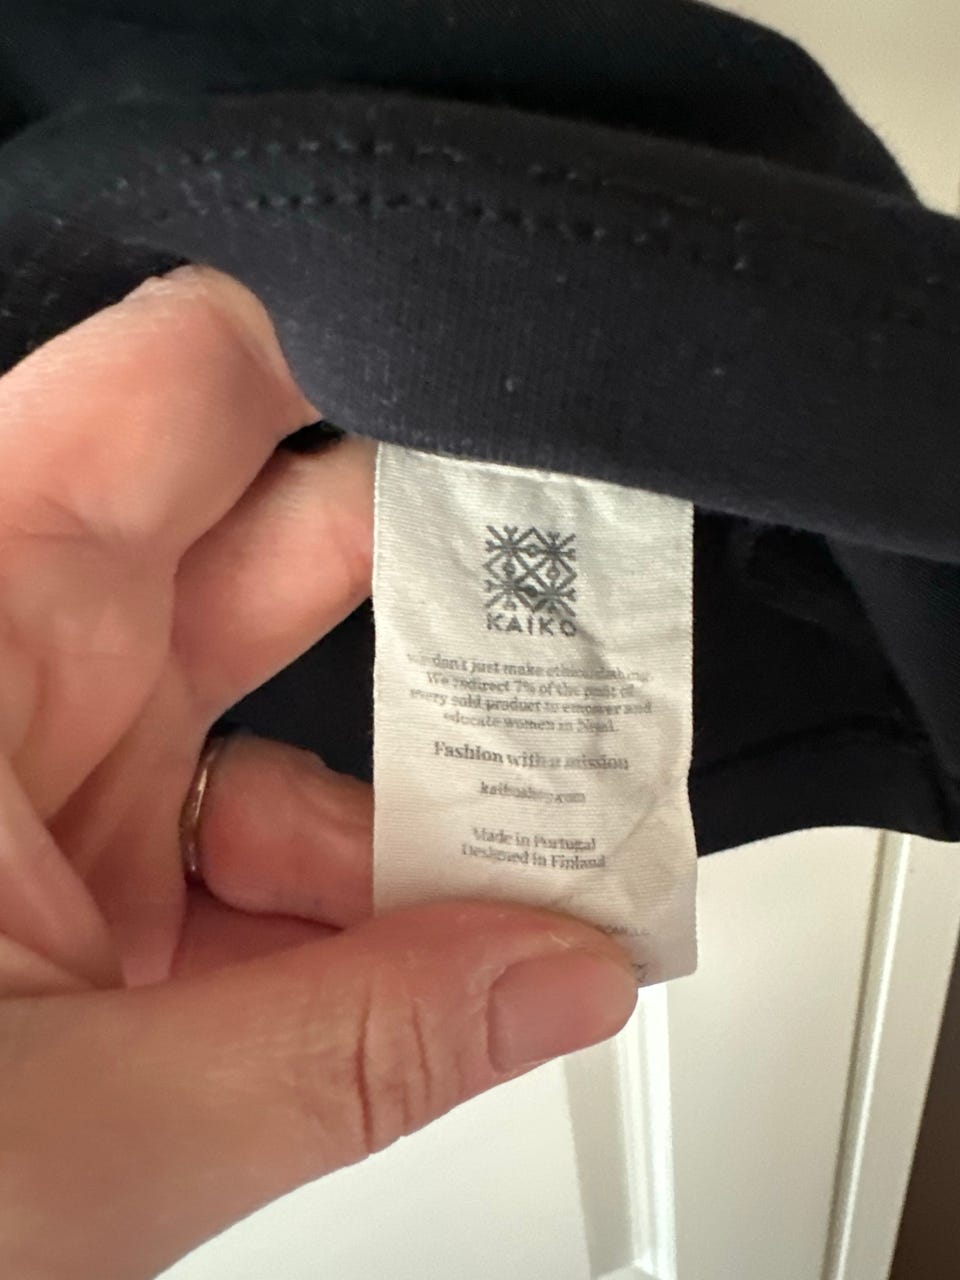 KAIKO
We don't just make ethical clothing.
We redirect 7% of the profit of
every sold product to empower and
educate women in Nepal.
Fashion with a mission
kaikoshop.com
Made in Portugal
Designed in Finland